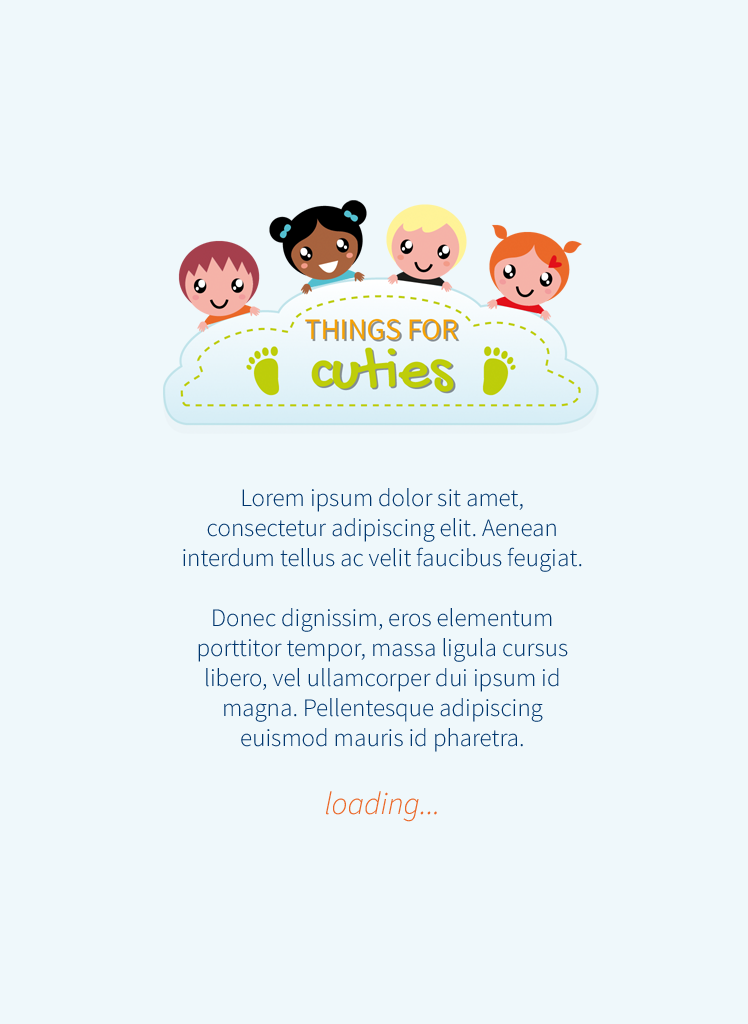 THINGS FOR
cuties
Lorem ipsum dolor sit amet,
consectetur adipiscing elit. Aenean
interdum tellus ac velit faucibus feugiat.
Donec dignissim, eros elementum
porttitor tempor, massa ligula cursus
libero, vel ullamcorper dui ipsum id
magna. Pellentesque adipiscing
euismod mauris id pharetra.
loading...